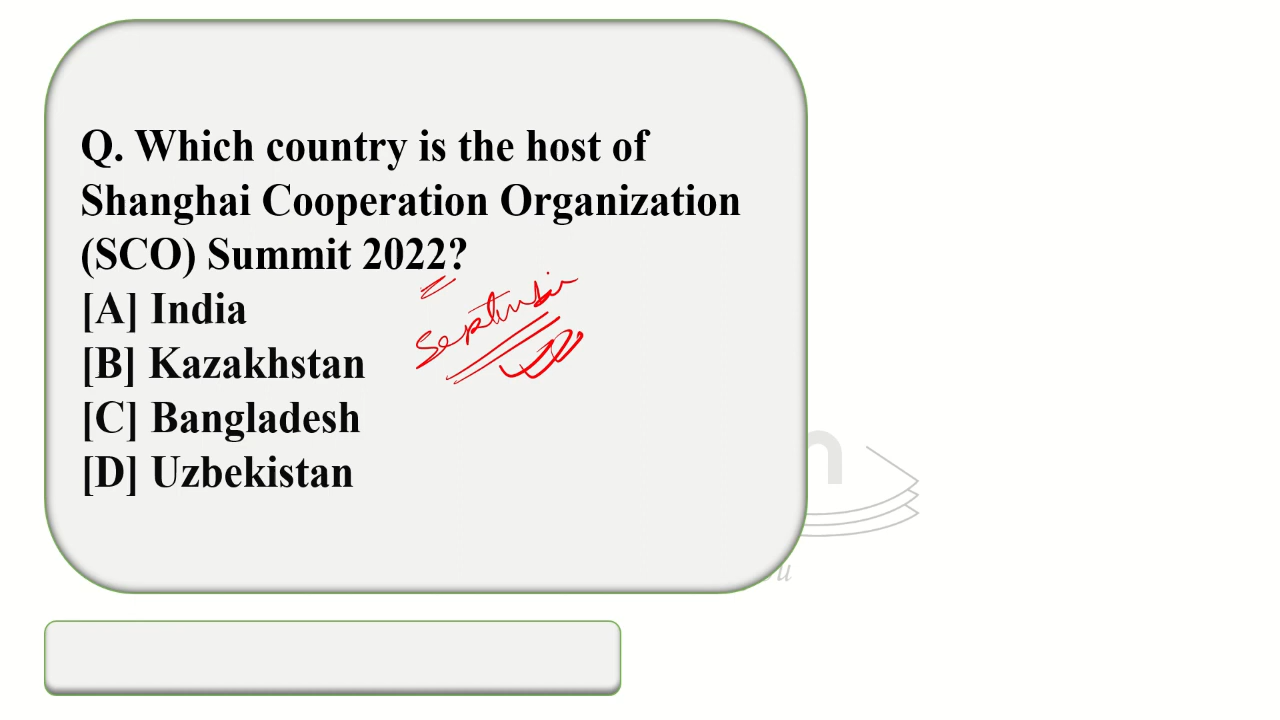 Q. Which country is the host of
Shanghai Cooperation Organization
(SCO) Summit 2022?
[A] India
[B] Kazakhstan
[C] Bangladesh
[D] Uzbekistan